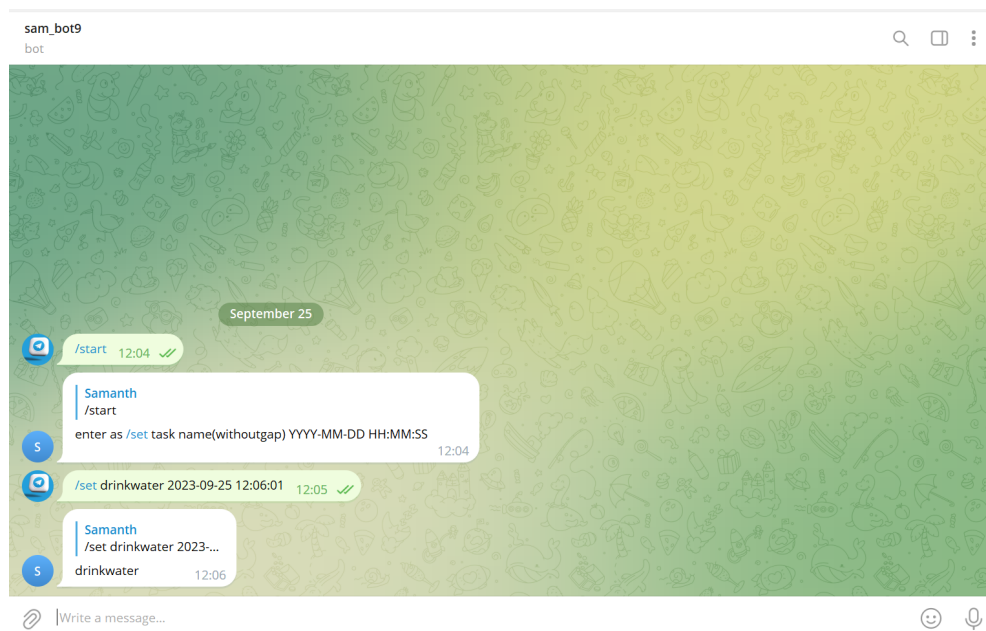 sam_bot9
bot
September 25
/start 12:04
Samanth
/start
enter as /set task name(withoutgap) YYYY-MM-DD HH:MM:SS
12:04
S
/set drinkwater 2023-09-25 12:06:01 12:05
Samanth
/set drinkwater 2023-...
drinkwater 12:06
S
Write a message...